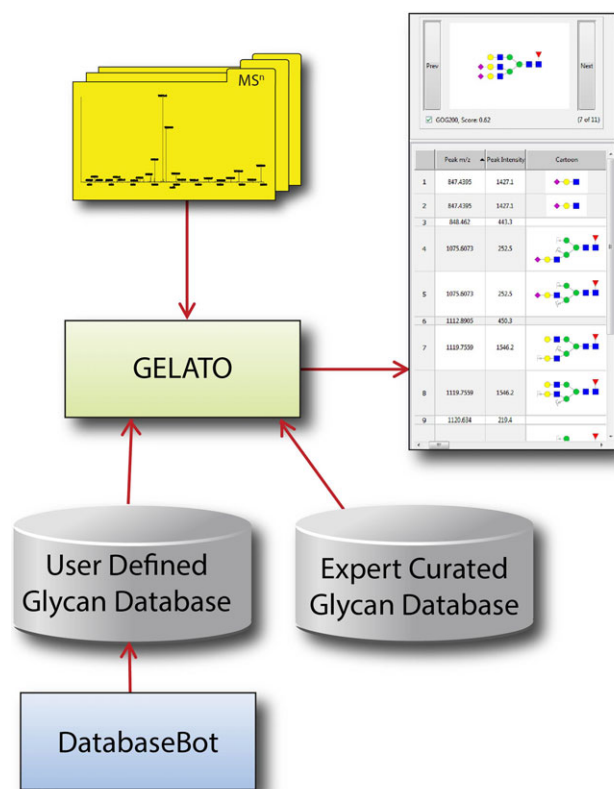 MSⁿ
Prev
Next
GOG200, Score: 0.62 (7 of 11)
Peak m/z Peak Intensity Cartoon
1 847.4395 1427.1
2 847.4395 1427.1
3 848.462 443.3
4 1075.6073 252.5
5 1075.6073 252.5
6 1112.8905 450.3
7 1119.7559 1546.2
8 1119.7559 1546.2
9 1120.634 219.4
GELATO
User Defined
Glycan Database
Expert Curated
Glycan Database
DatabaseBot